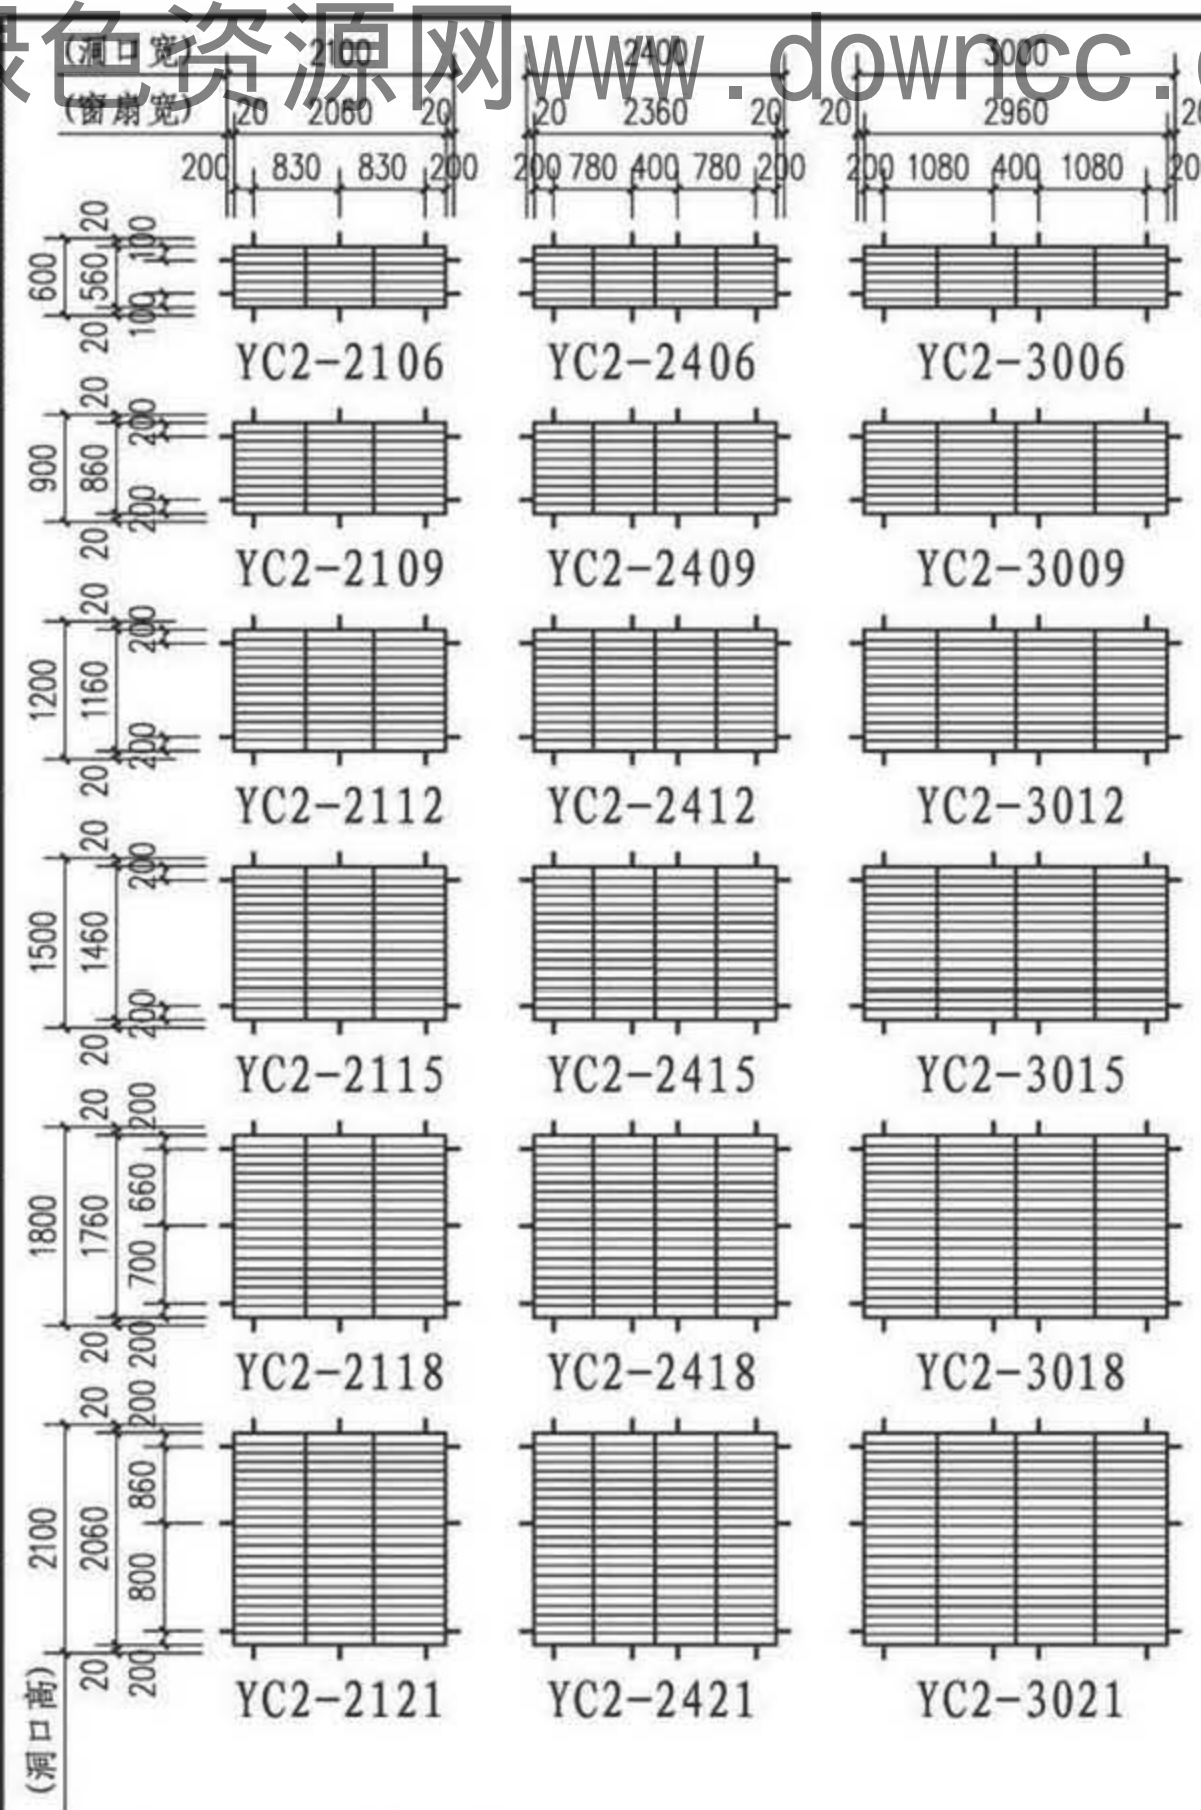 绿色资源网www.downcc.c
(洞口宽) 2100 2400 3000
(窗扇宽) 20 2060 20 20 2360 20 20 2960 20
200 830 830 200 200 780 400 780 200 200 1080 400 1080 20
600 20 560 20 100 100
YC2-2106 YC2-2406 YC2-3006
900 20 860 20 200 200
YC2-2109 YC2-2409 YC2-3009
1200 20 1160 20 200 200
YC2-2112 YC2-2412 YC2-3012
1500 20 1460 20 200 200
YC2-2115 YC2-2415 YC2-3015
1800 20 1760 20 200 660 700 200
YC2-2118 YC2-2418 YC2-3018
2100 20 2060 20 200 860 800 200
YC2-2121 YC2-2421 YC2-3021
(洞口高)